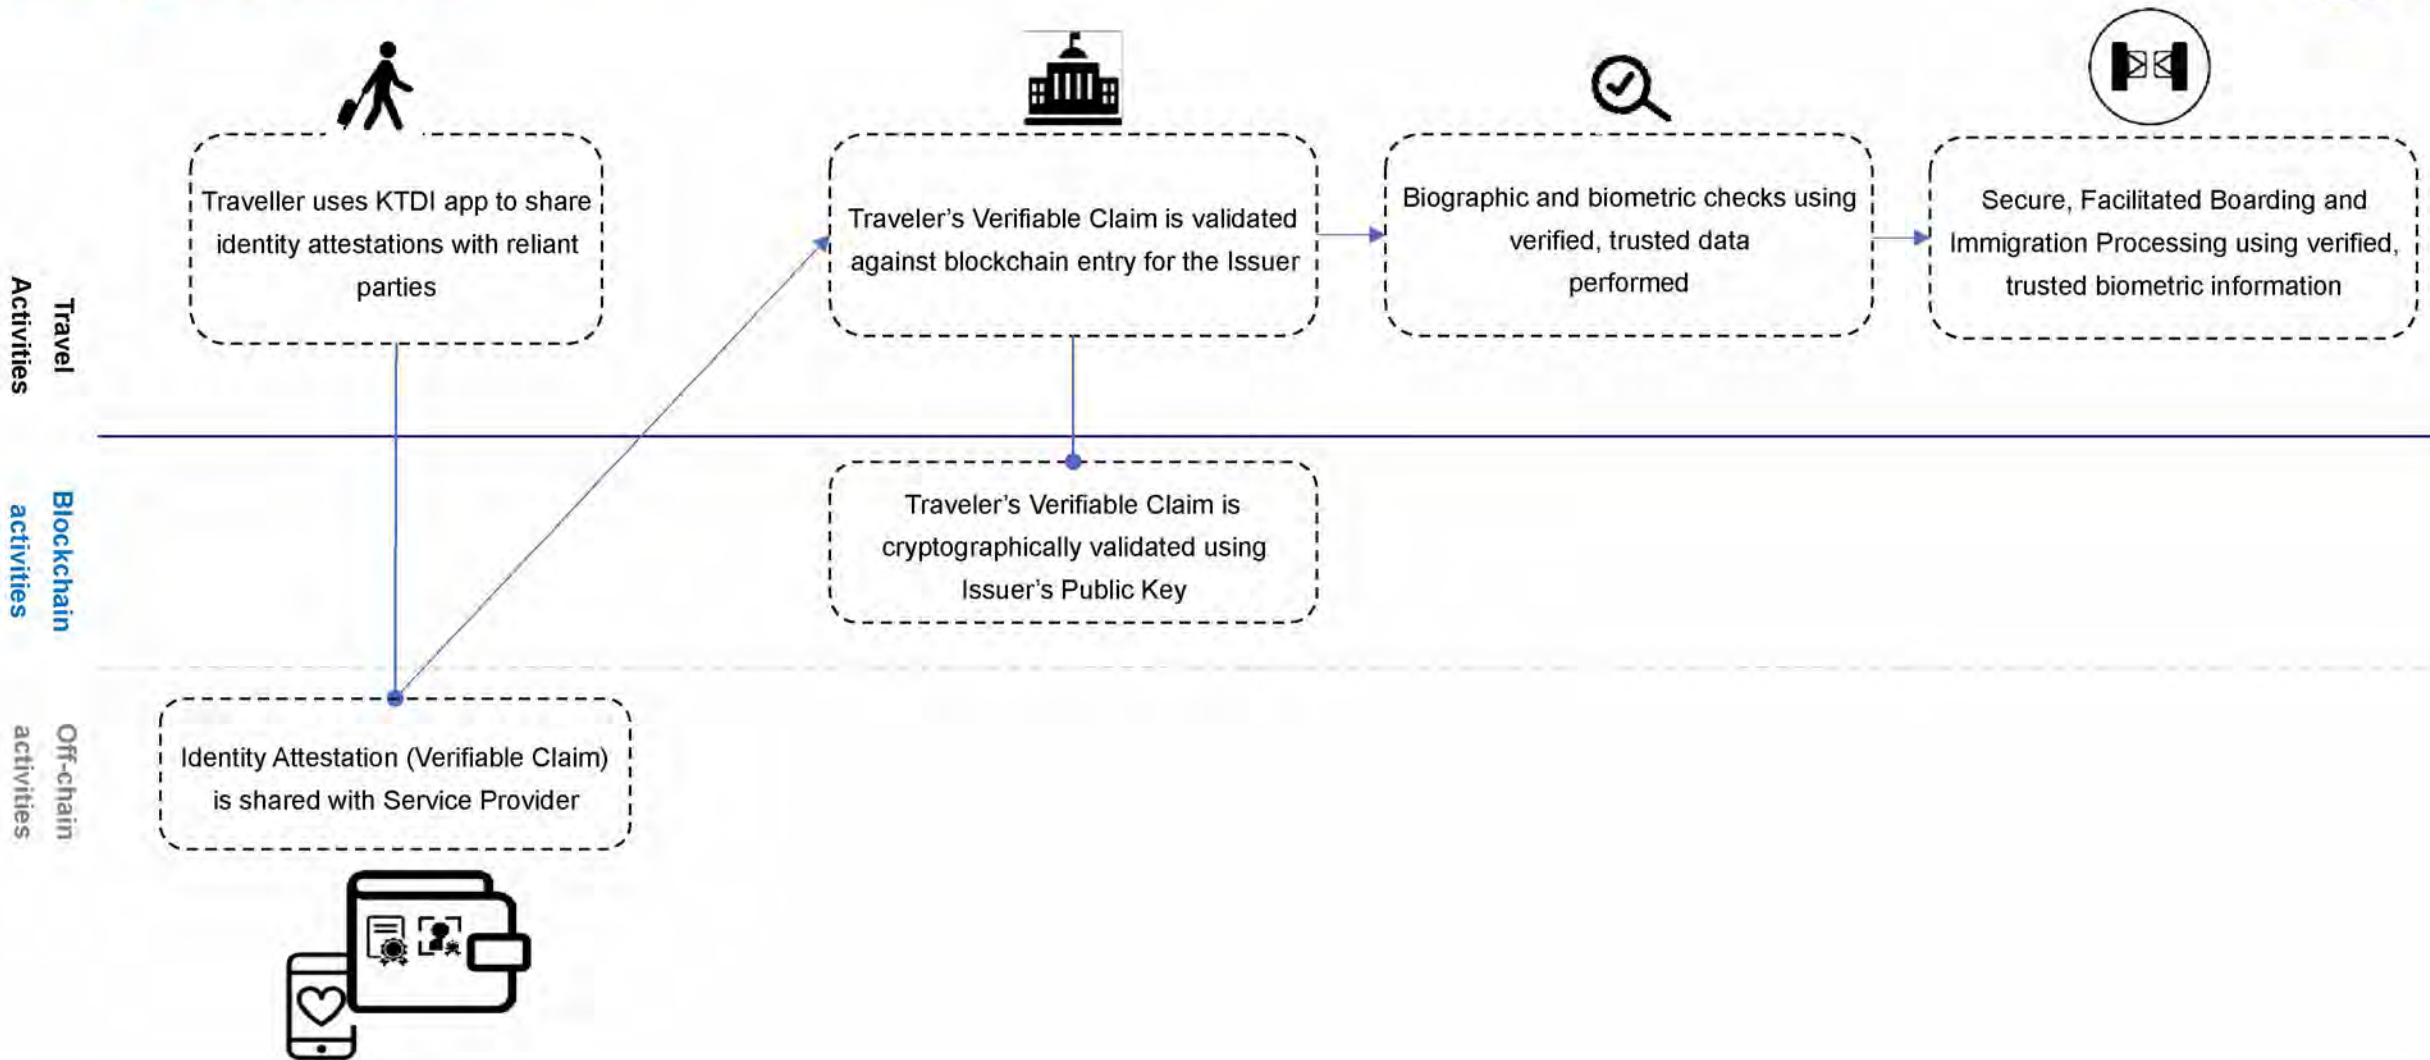 Travel
Activities
Traveller uses KTDI app to share
identity attestations with reliant
parties
Traveler's Verifiable Claim is validated
against blockchain entry for the Issuer
Biographic and biometric checks using
verified, trusted data
performed
Secure, Facilitated Boarding and
Immigration Processing using verified,
trusted biometric information
Blockchain
activities
Traveler's Verifiable Claim is
cryptographically validated using
Issuer's Public Key
Off-chain
activities
Identity Attestation (Verifiable Claim)
is shared with Service Provider